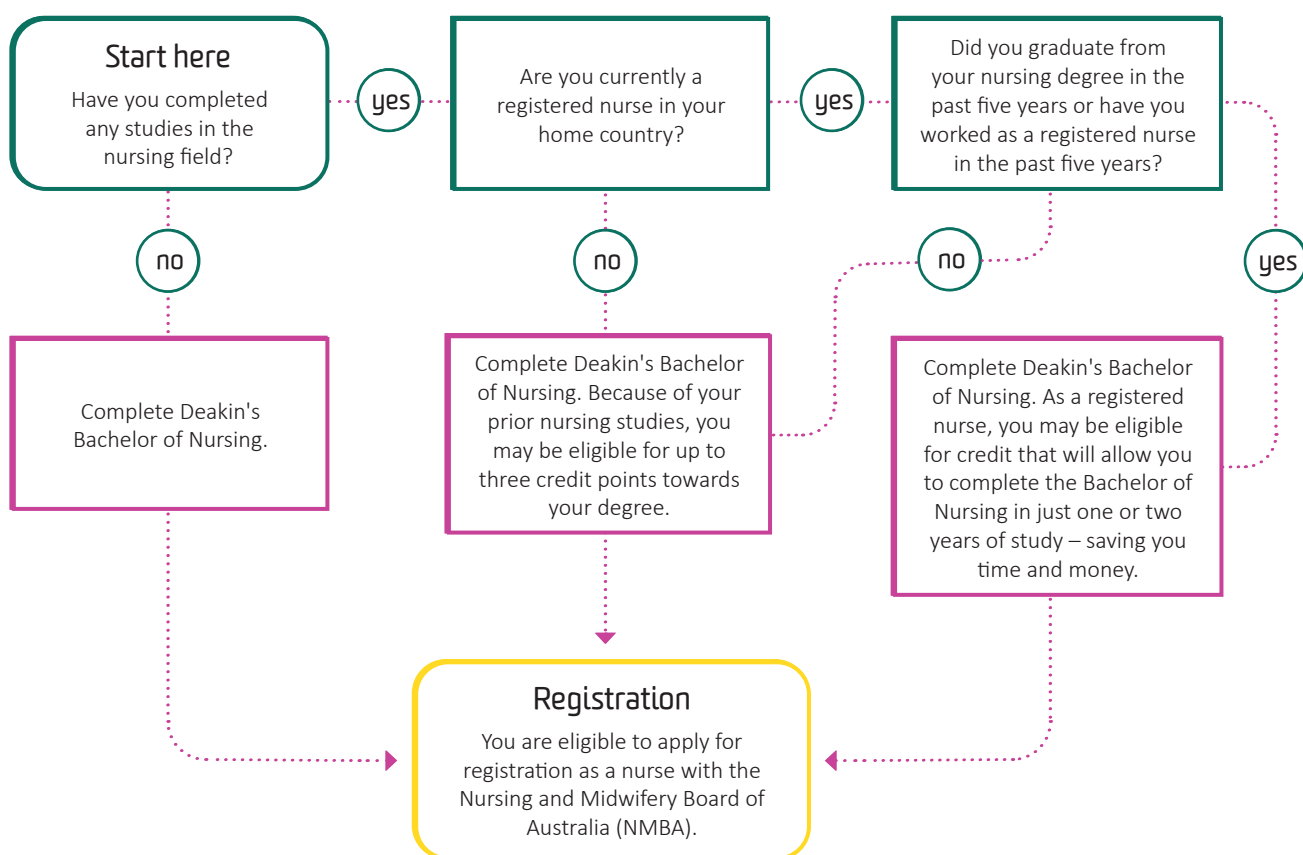 Start here
Have you completed
any studies in the
nursing field?
yes
Are you currently a
registered nurse in your
home country?
yes
Did you graduate from
your nursing degree in the
past five years or have you
worked as a registered nurse
in the past five years?
no
no
no
yes
Complete Deakin's
Bachelor of Nursing.
Complete Deakin's Bachelor
of Nursing. Because of your
prior nursing studies, you
may be eligible for up to
three credit points towards
your degree.
Complete Deakin's Bachelor
of Nursing. As a registered
nurse, you may be eligible
for credit that will allow you
to complete the Bachelor of
Nursing in just one or two
years of study – saving you
time and money.
Registration
You are eligible to apply for
registration as a nurse with the
Nursing and Midwifery Board of
Australia (NMBA).